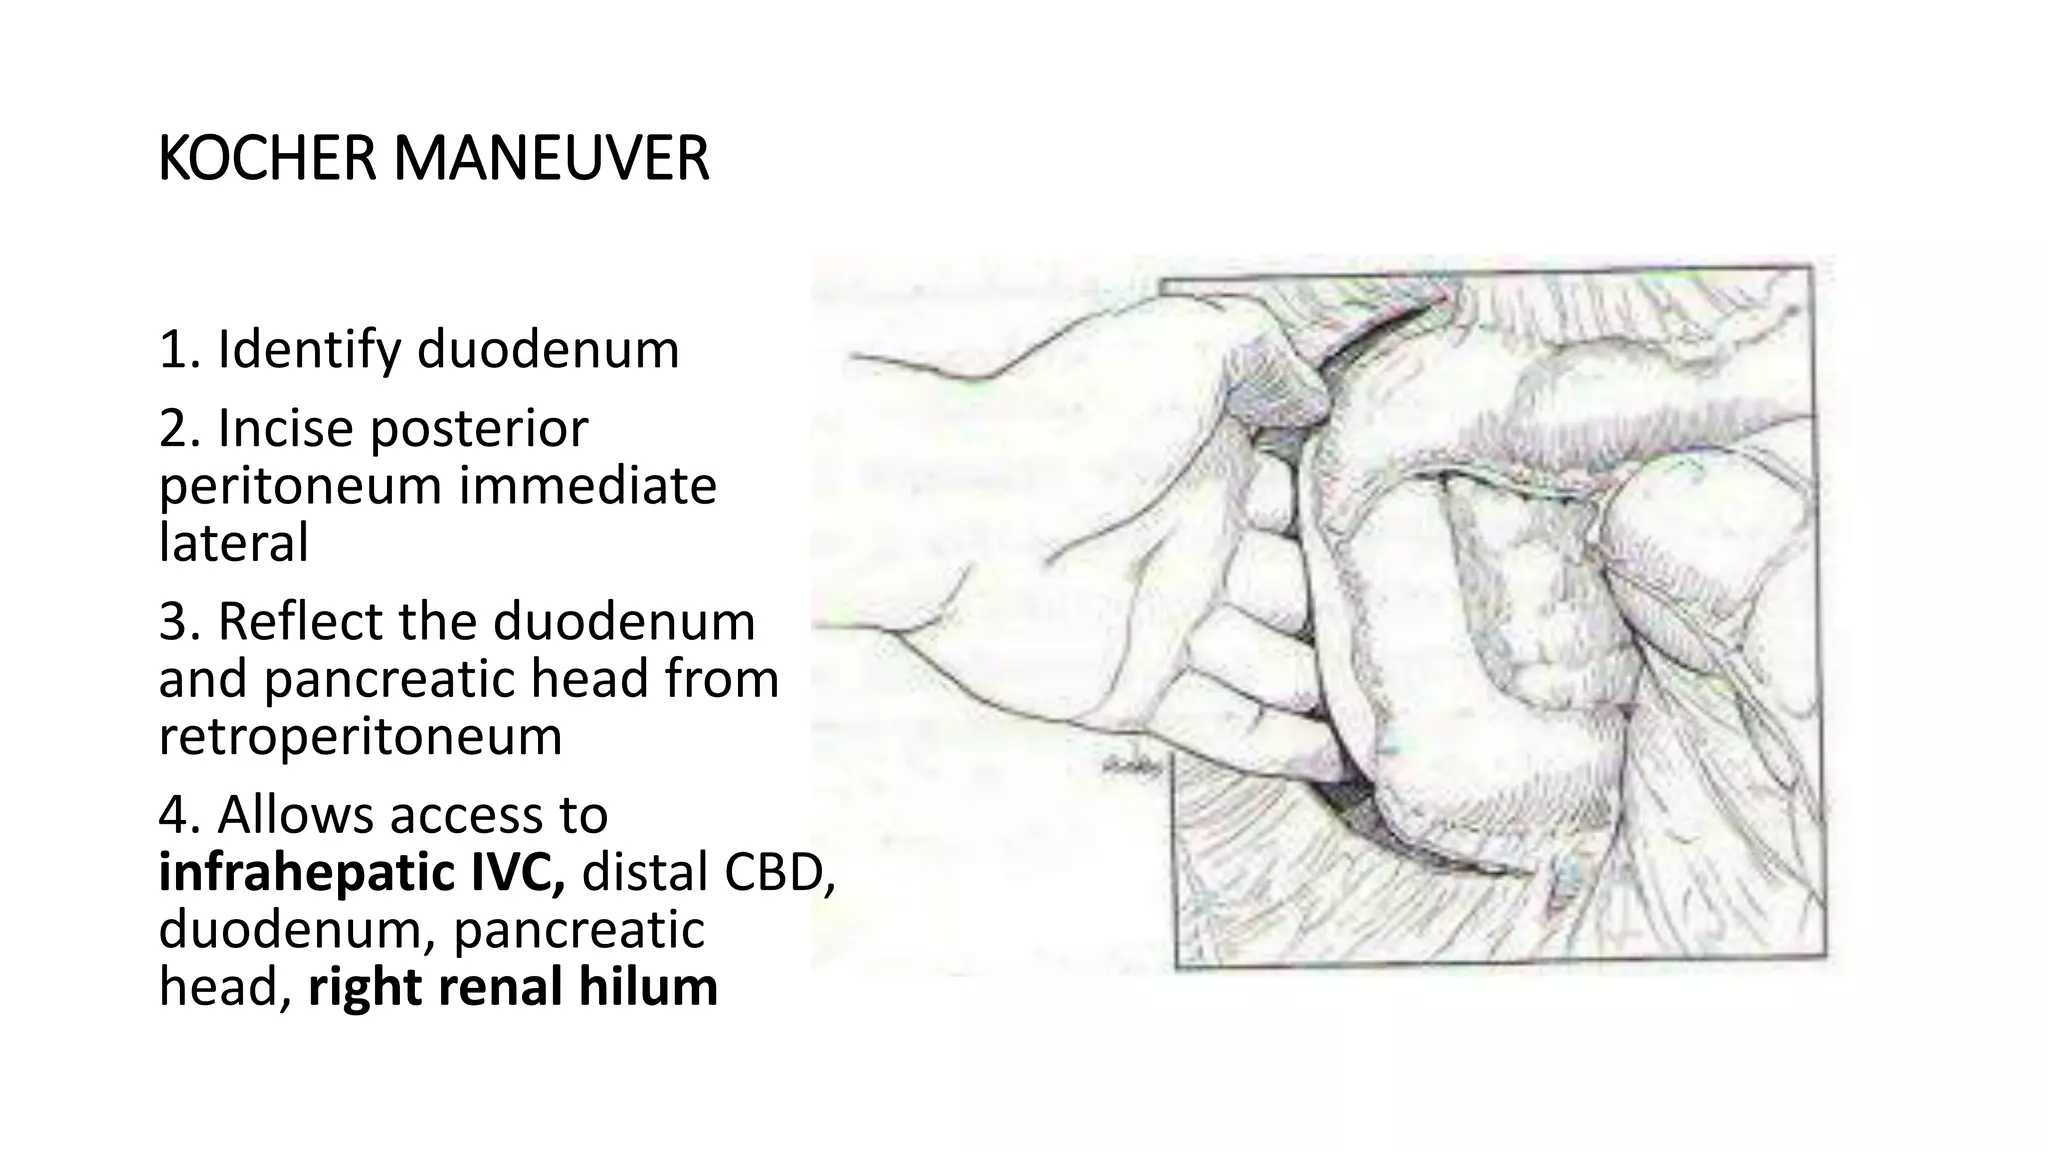 KOCHER MANEUVER
1. Identify duodenum
2. Incise posterior
peritoneum immediate
lateral
3. Reflect the duodenum
and pancreatic head from
retroperitoneum
4. Allows access to
infrahepatic IVC, distal CBD,
duodenum, pancreatic
head, right renal hilum